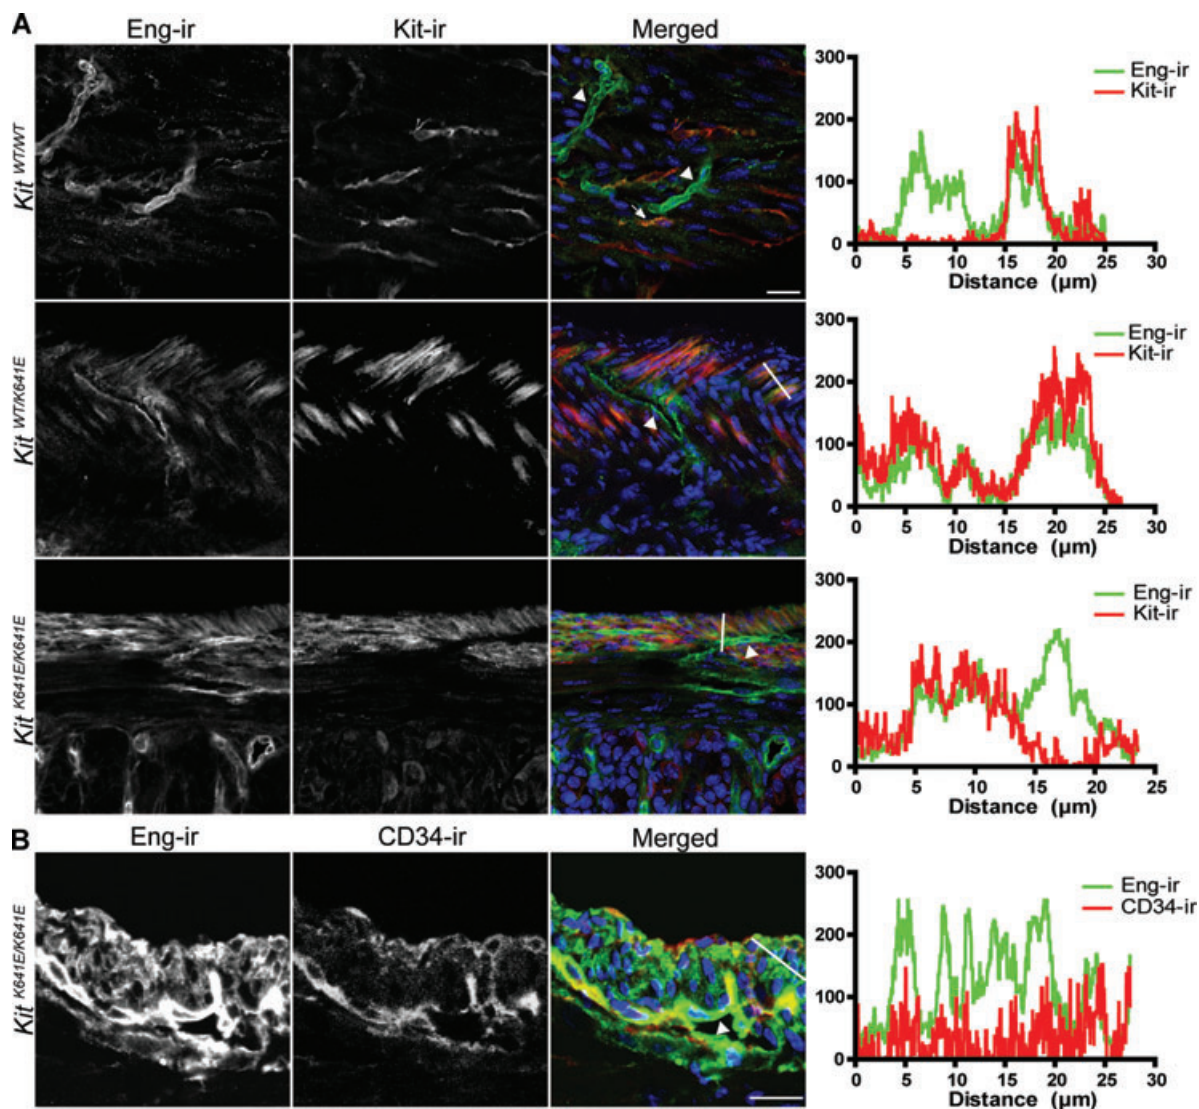 A
Eng-ir
Kit-ir
Merged
Kit WT/WT
300
200
100
0
0 5 10 15 20 25 30
Distance (µm)
Eng-ir
Kit-ir
Kit WT/K641E
300
200
100
0
0 5 10 15 20 25 30
Distance (µm)
Eng-ir
Kit-ir
Kit K641E/K641E
300
200
100
0
0 5 10 15 20 25
Distance (µm)
Eng-ir
Kit-ir
B
Eng-ir
CD34-ir
Merged
Kit K641E/K641E
300
200
100
0
0 5 10 15 20 25 30
Distance (µm)
Eng-ir
CD34-ir